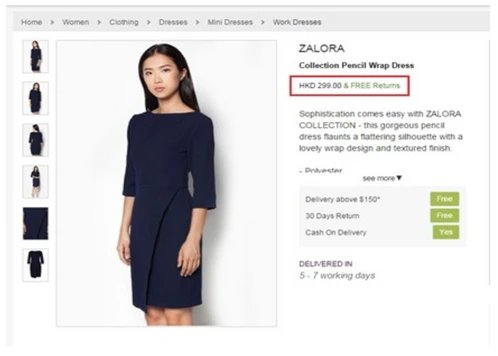 Home > Women > Clothing > Dresses > Mini Dresses > Work Dresses
ZALORA
Collection Pencil Wrap Dress
HKD 299.00 & FREE Returns
Sophistication comes easy with ZALORA
COLLECTION - this gorgeous pencil
dress flaunts a flattering silhouette with a
lovely wrap design and textured finish.
- Polyester
see more▼
Delivery above $150* Free
30 Days Return Free
Cash On Delivery Yes
DELIVERED IN
5 - 7 working days